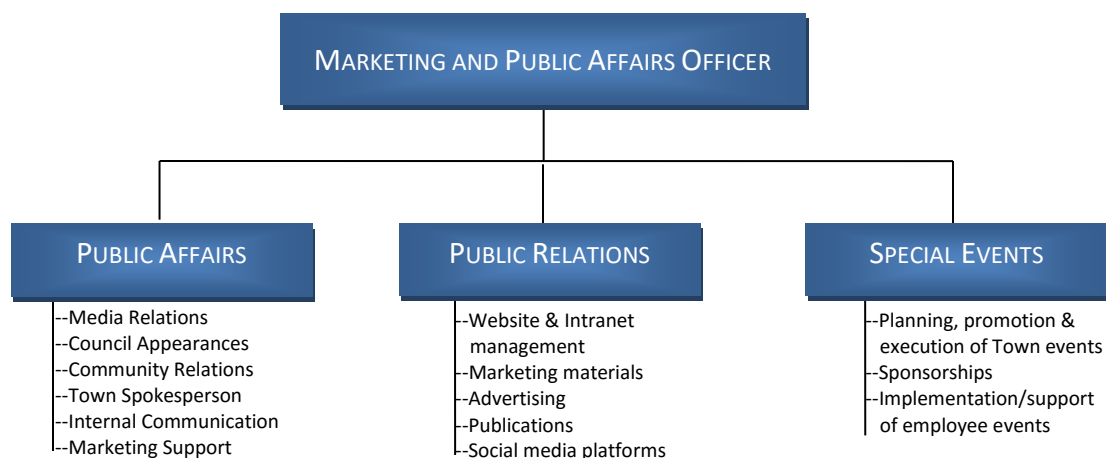 MARKETING AND PUBLIC AFFAIRS OFFICER
PUBLIC AFFAIRS
--Media Relations
--Council Appearances
--Community Relations
--Town Spokesperson
--Internal Communication
--Marketing Support
PUBLIC RELATIONS
--Website & Intranet
management
--Marketing materials
--Advertising
--Publications
--Social media platforms
SPECIAL EVENTS
--Planning, promotion &
execution of Town events
--Sponsorships
--Implementation/support
of employee events